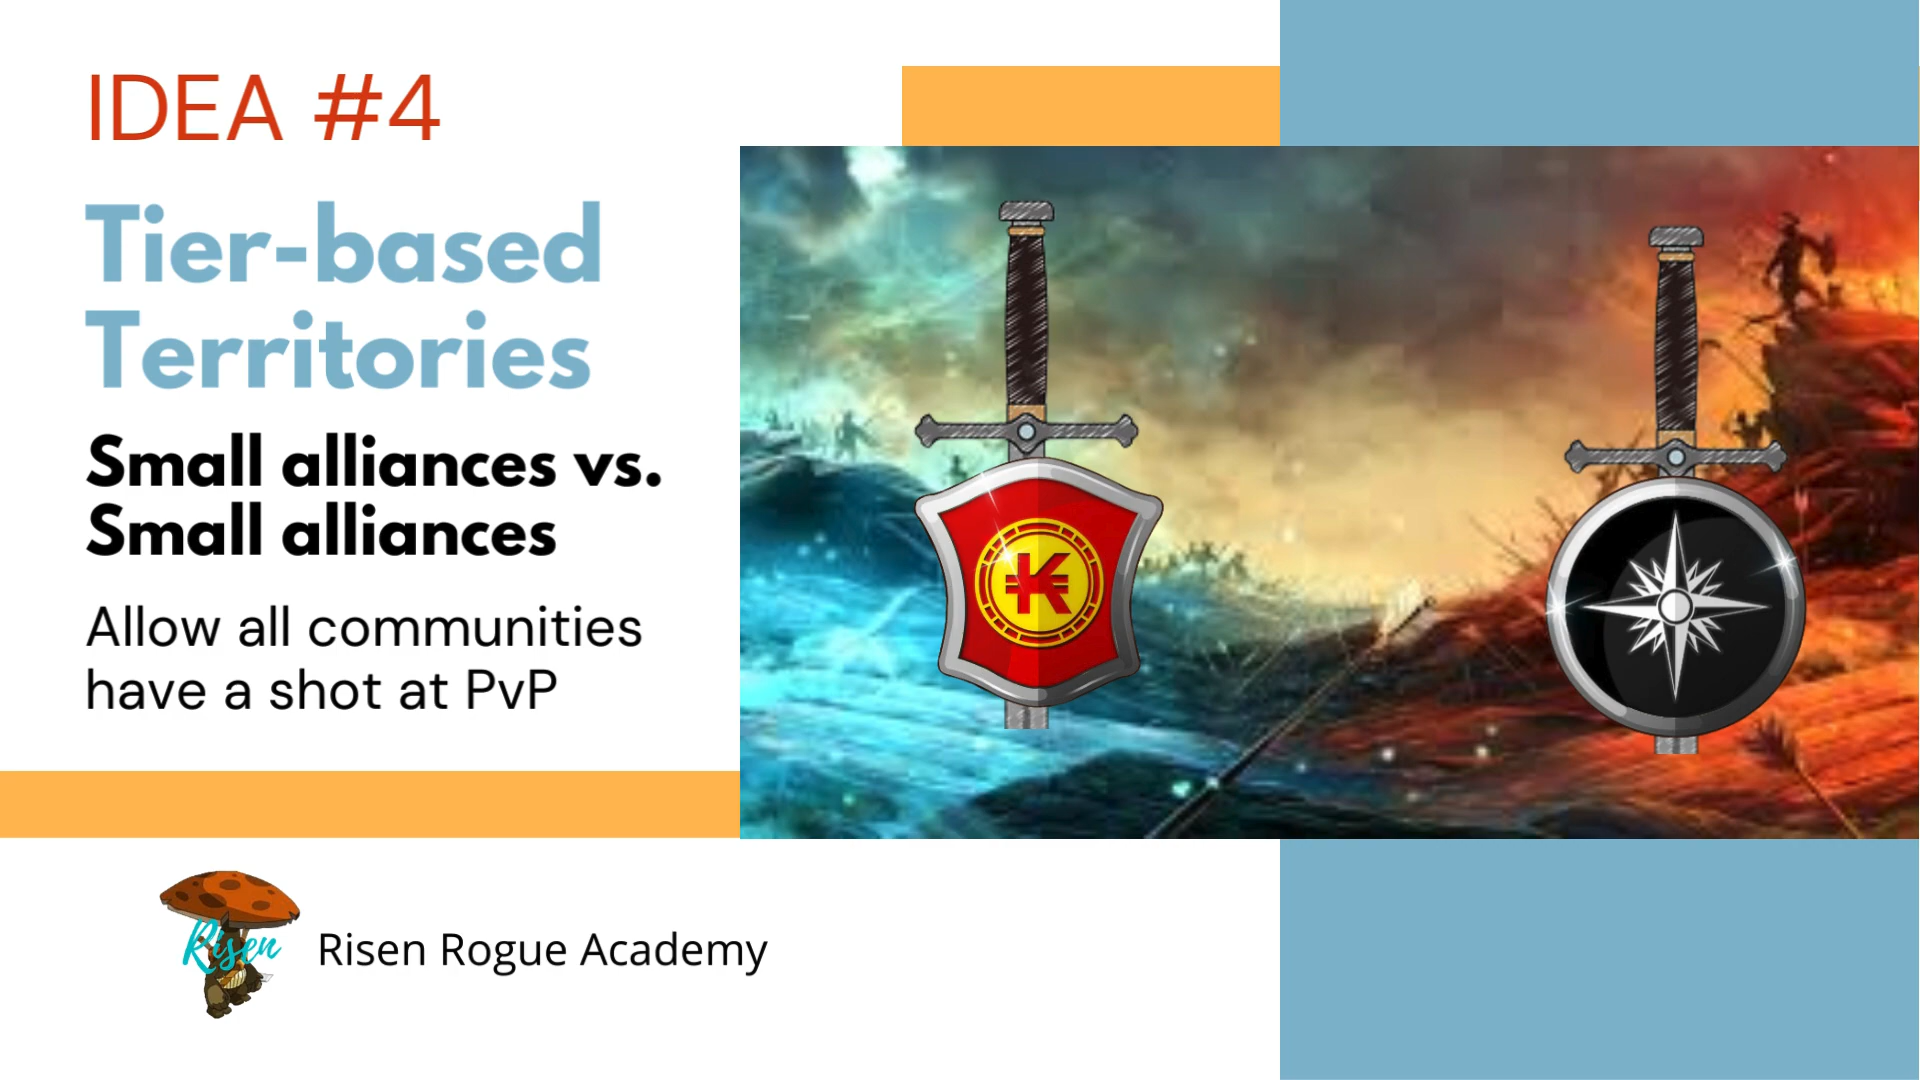 IDEA #4
Tier-based
Territories
Small alliances vs.
Small alliances
Allow all communities
have a shot at PvP
Risen
Risen Rogue Academy